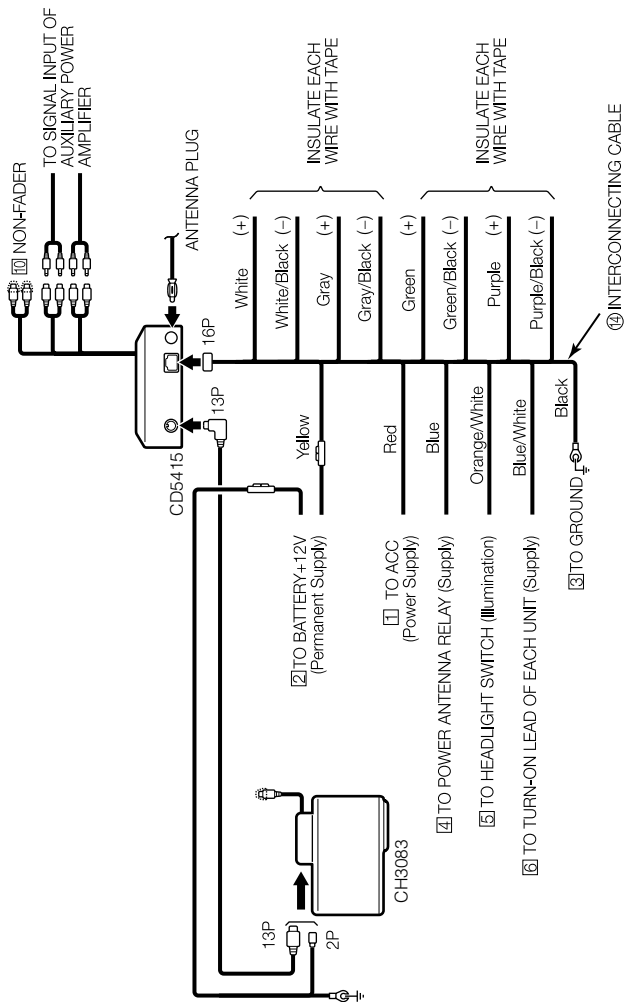 10 NON-FADER
TO SIGNAL INPUT OF
AUXILIARY POWER
AMPLIFIER
ANTENNA PLUG
16P
13P
CD5415
White (+)
White/Black (−)
Gray (+)
Gray/Black (−)
Green (+)
Green/Black (−)
Purple (+)
Purple/Black (−)
INSULATE EACH
WIRE WITH TAPE
INSULATE EACH
WIRE WITH TAPE
Yellow
Red
Blue
Orange/White
Blue/White
Black
⑭ INTERCONNECTING CABLE
2 TO BATTERY+12V
(Permanent Supply)
1 TO ACC
(Power Supply)
4 TO POWER ANTENNA RELAY (Supply)
5 TO HEADLIGHT SWITCH (Illumination)
6 TO TURN-ON LEAD OF EACH UNIT (Supply)
3 TO GROUND
13P
2P
CH3083